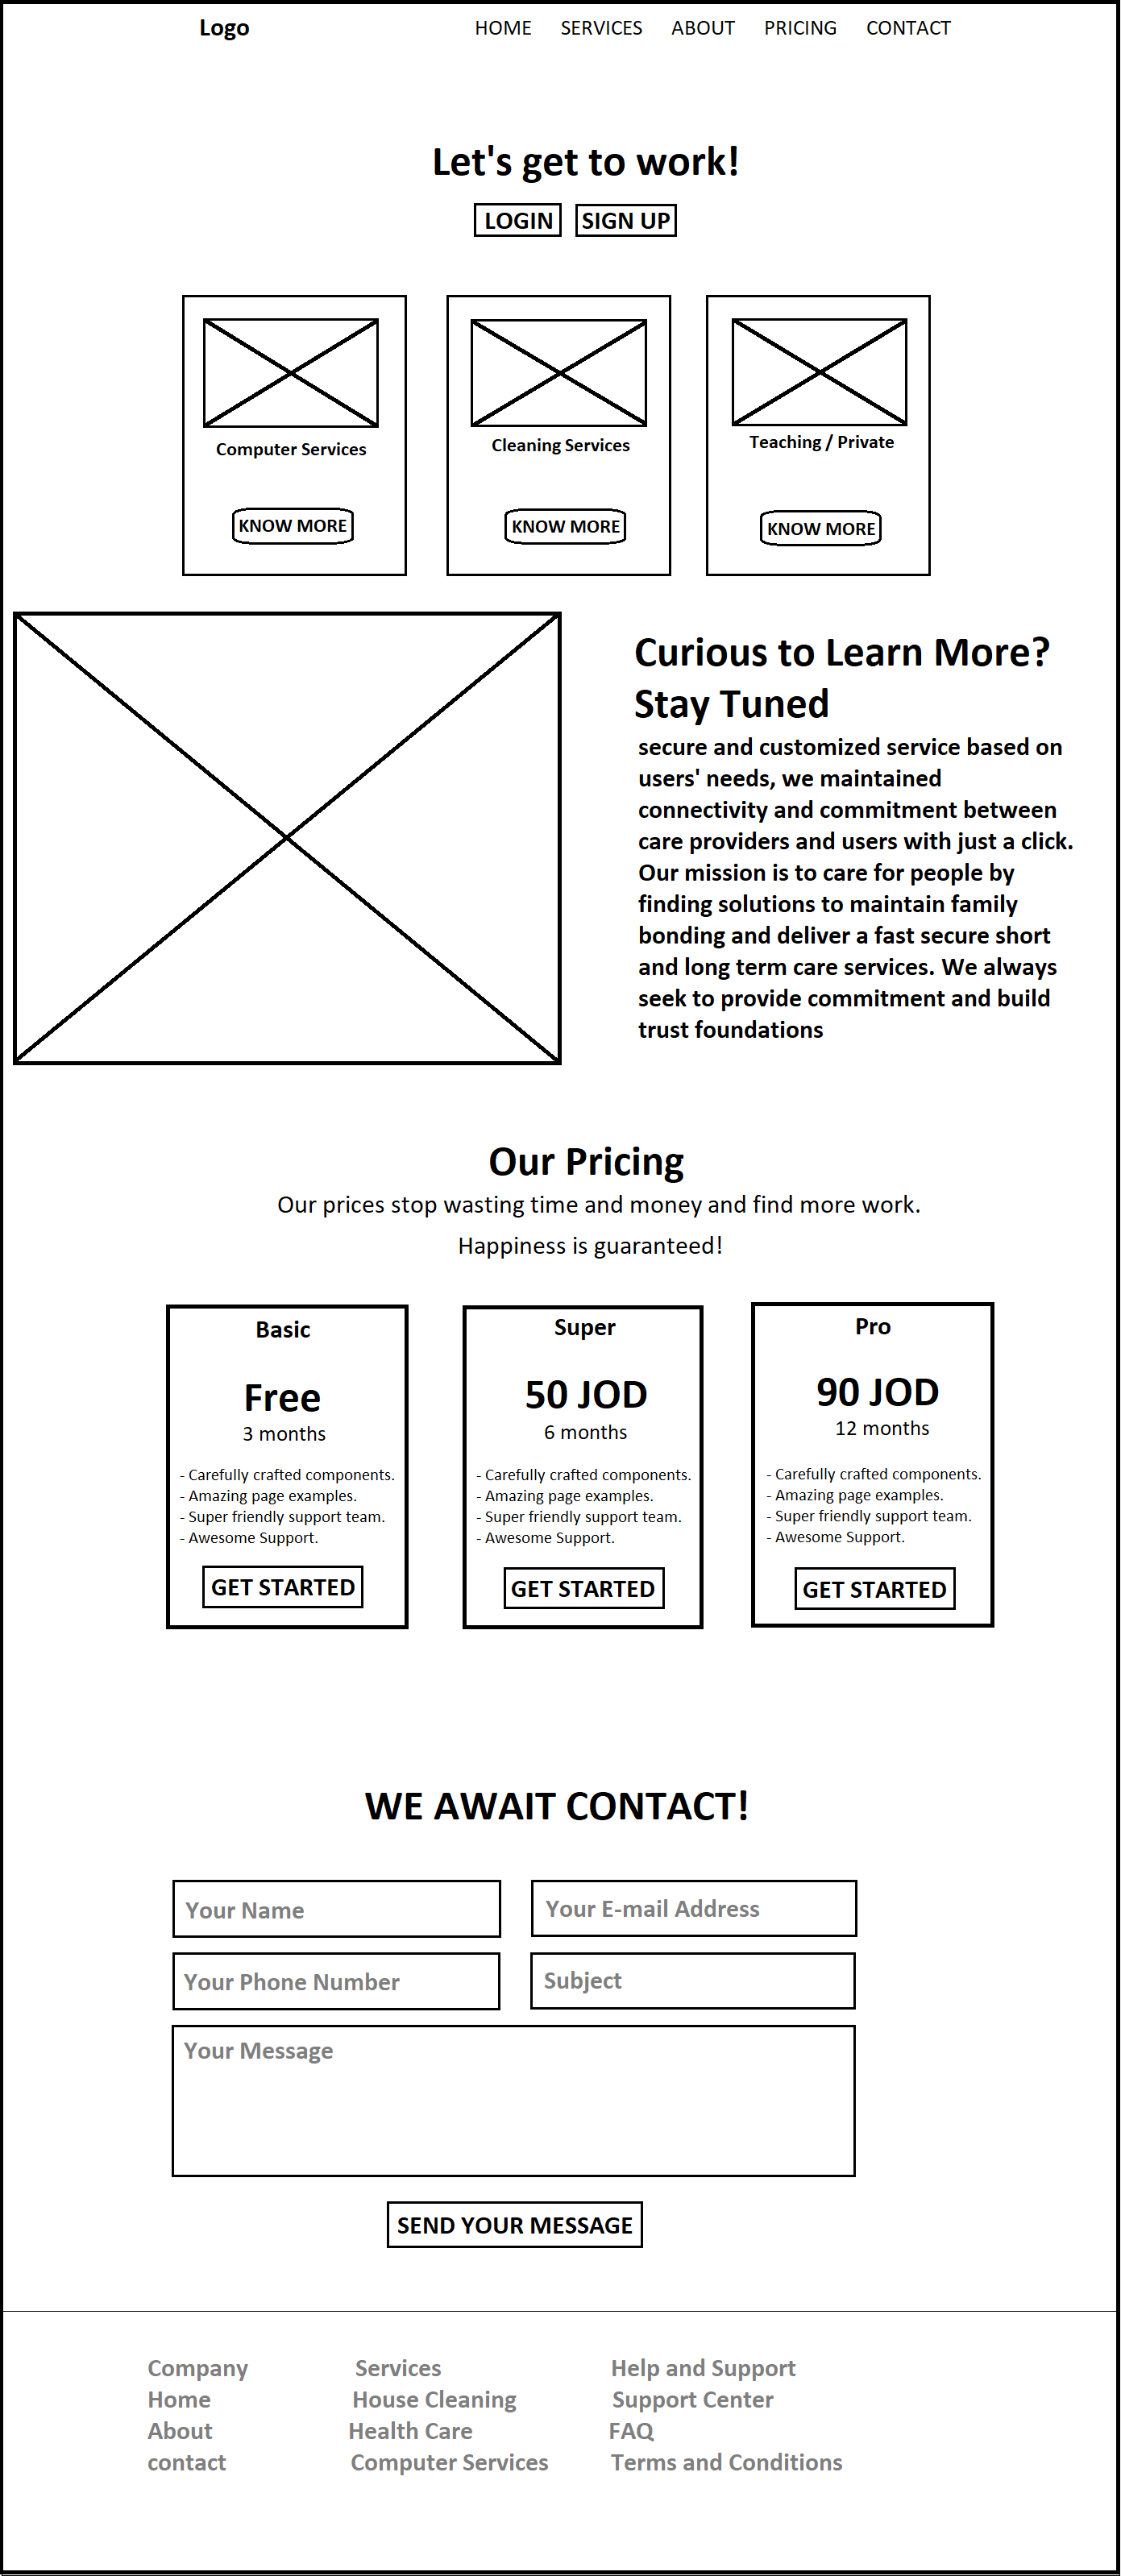 Logo
HOME SERVICES ABOUT PRICING CONTACT
Let's get to work!
LOGIN SIGN UP
Computer Services
KNOW MORE
Cleaning Services
KNOW MORE
Teaching / Private
KNOW MORE
Curious to Learn More?
Stay Tuned
secure and customized service based on
users' needs, we maintained
connectivity and commitment between
care providers and users with just a click.
Our mission is to care for people by
finding solutions to maintain family
bonding and deliver a fast secure short
and long term care services. We always
seek to provide commitment and build
trust foundations
Our Pricing
Our prices stop wasting time and money and find more work.
Happiness is guaranteed!
Basic
Free
3 months
- Carefully crafted components.
- Amazing page examples.
- Super friendly support team.
- Awesome Support.
GET STARTED
Super
50 JOD
6 months
- Carefully crafted components.
- Amazing page examples.
- Super friendly support team.
- Awesome Support.
GET STARTED
Pro
90 JOD
12 months
- Carefully crafted components.
- Amazing page examples.
- Super friendly support team.
- Awesome Support.
GET STARTED
WE AWAIT CONTACT!
Your Name
Your E-mail Address
Your Phone Number
Subject
Your Message
SEND YOUR MESSAGE
Company
Home
About
contact
Services
House Cleaning
Health Care
Computer Services
Help and Support
Support Center
FAQ
Terms and Conditions